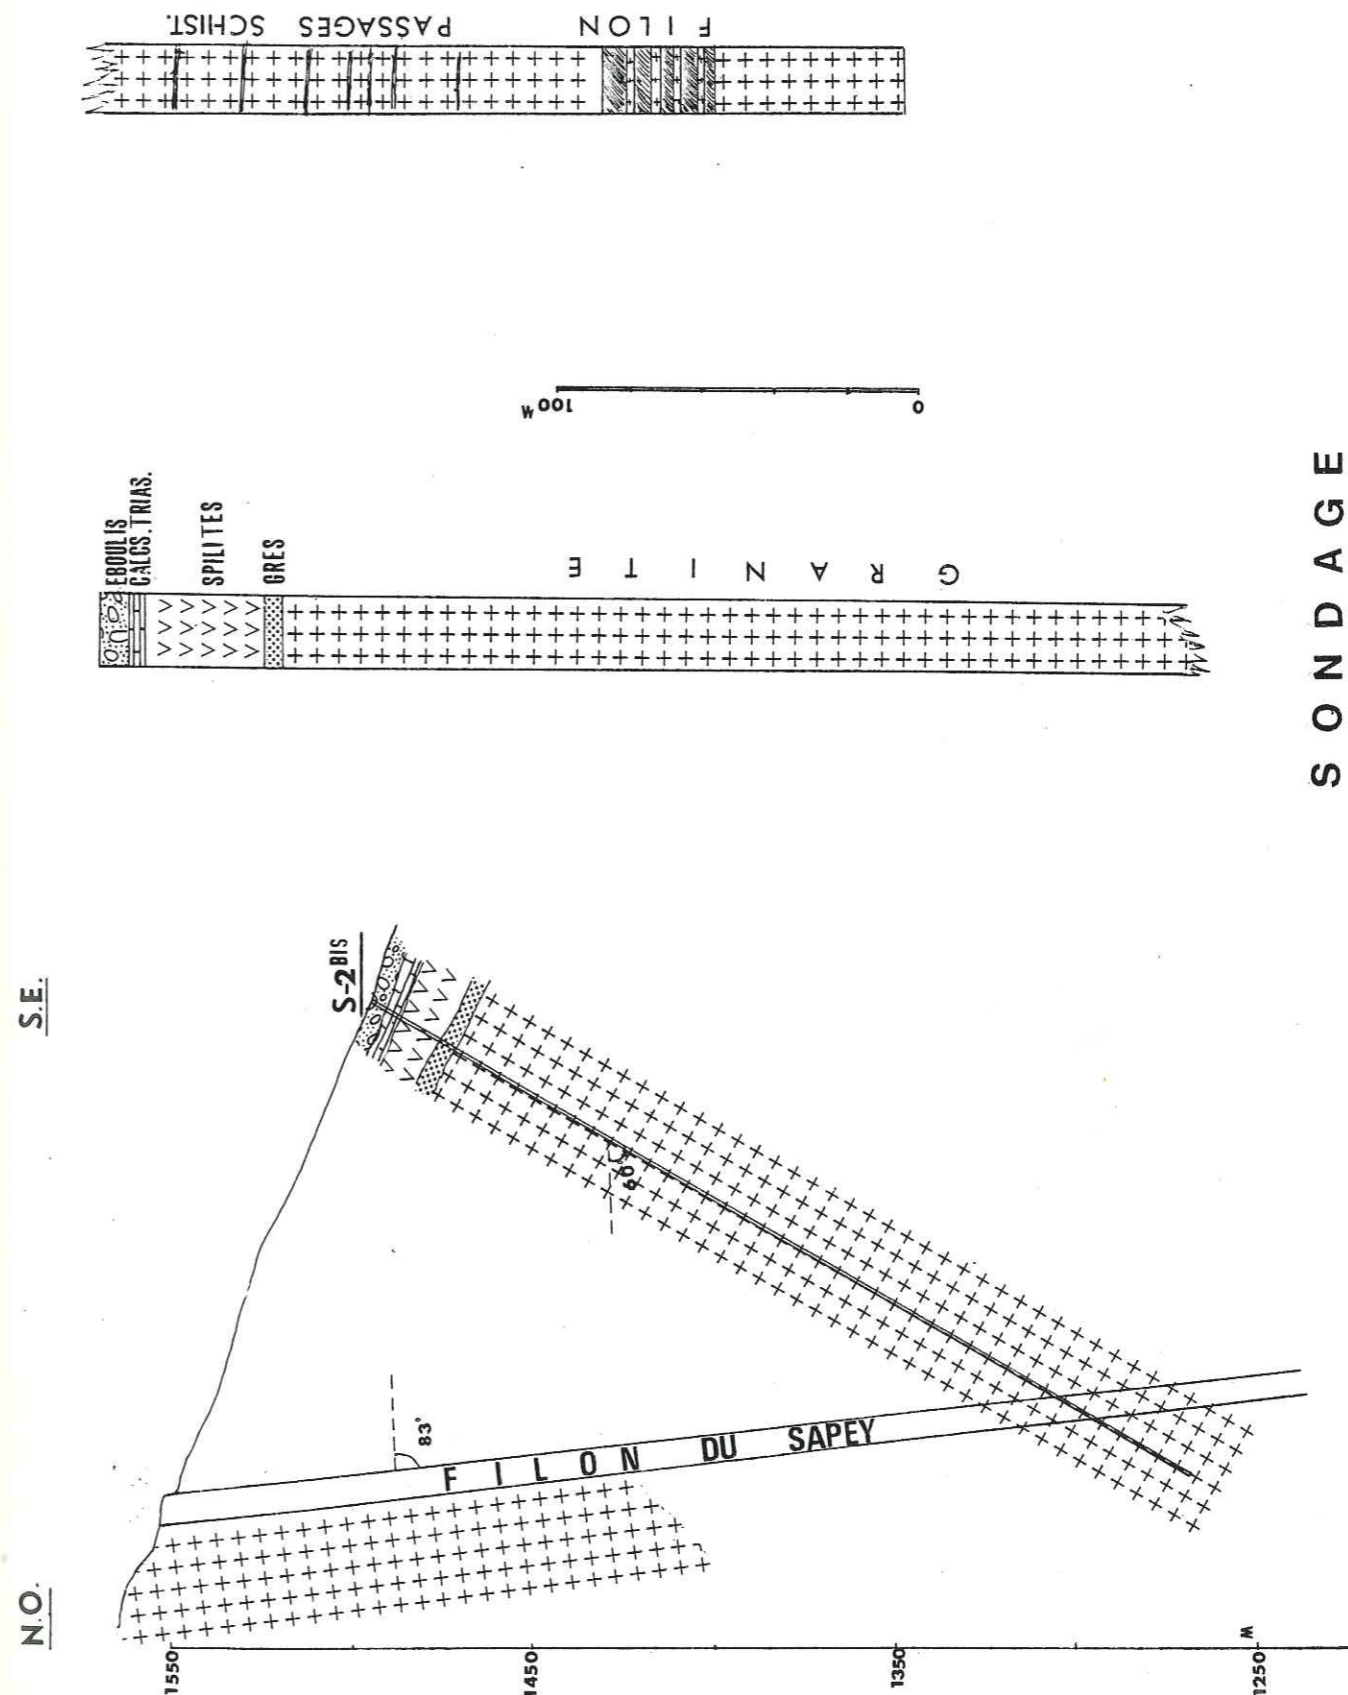 N.O.
S.E.
S-2BIS
83°
60°
FILON DU SAPEY
1550
1450
1350
1250
M
EBOULIS
CALCS.TRIAS.
SPILITES
GRES
GRANITE
100 M
0
PASSAGES SCHIST.
FILON
SONDAGE